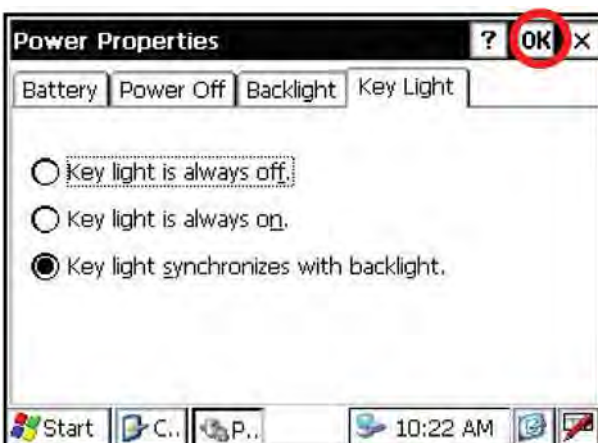 Power Properties ? OK ×
Battery Power Off Backlight Key Light
Key light is always off.
Key light is always on.
Key light synchronizes with backlight.
Start C.. P.. 10:22 AM